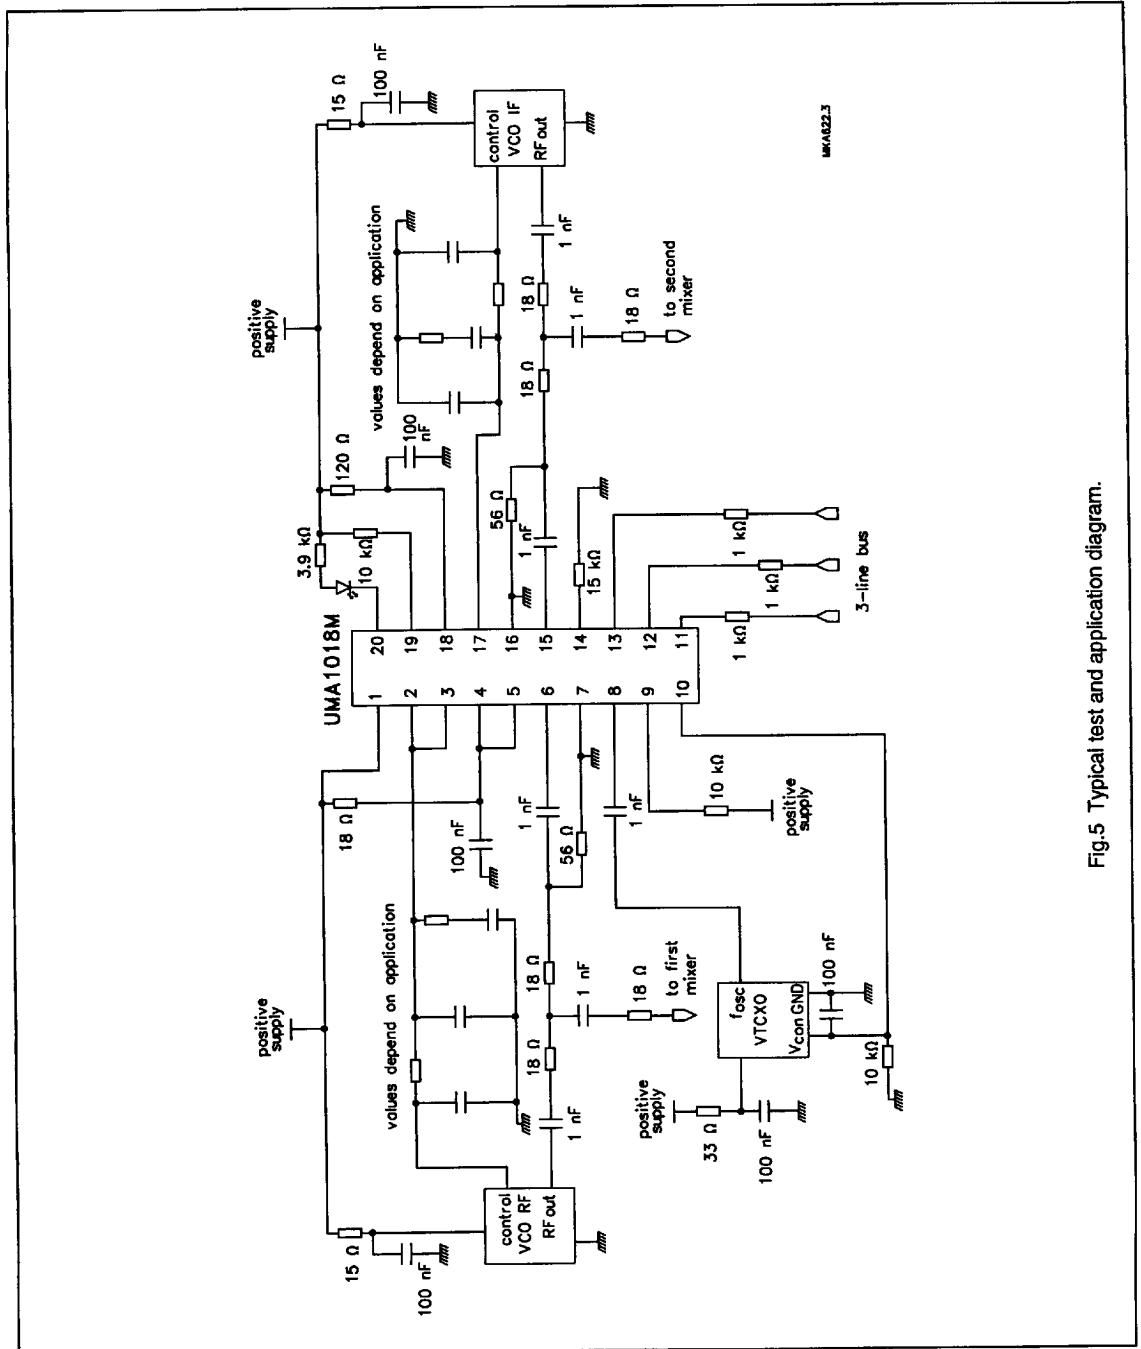 positive
supply
15 Ω
100 nF
values depend on application
control
VCO RF
RF out
1 nF
18 Ω
18 Ω
1 nF
18 Ω
to first
mixer
18 Ω
100 nF
1 nF
56 Ω
1 nF
10 kΩ
positive
supply
positive
supply
33 Ω
100 nF
fosc
VTCXO
Vcon GND
100 nF
10 kΩ
UMA1018M
1
2
3
4
5
6
7
8
9
10
20
19
18
17
16
15
14
13
12
11
3.9 kΩ
10 kΩ
120 Ω
100
nF
positive
supply
15 Ω
100 nF
values depend on application
control
VCO IF
RF out
1 nF
18 Ω
18 Ω
1 nF
18 Ω
to second
mixer
56 Ω
1 nF
15 kΩ
1 kΩ
1 kΩ
1 kΩ
3-line bus
MKA622.3
Fig.5 Typical test and application diagram.